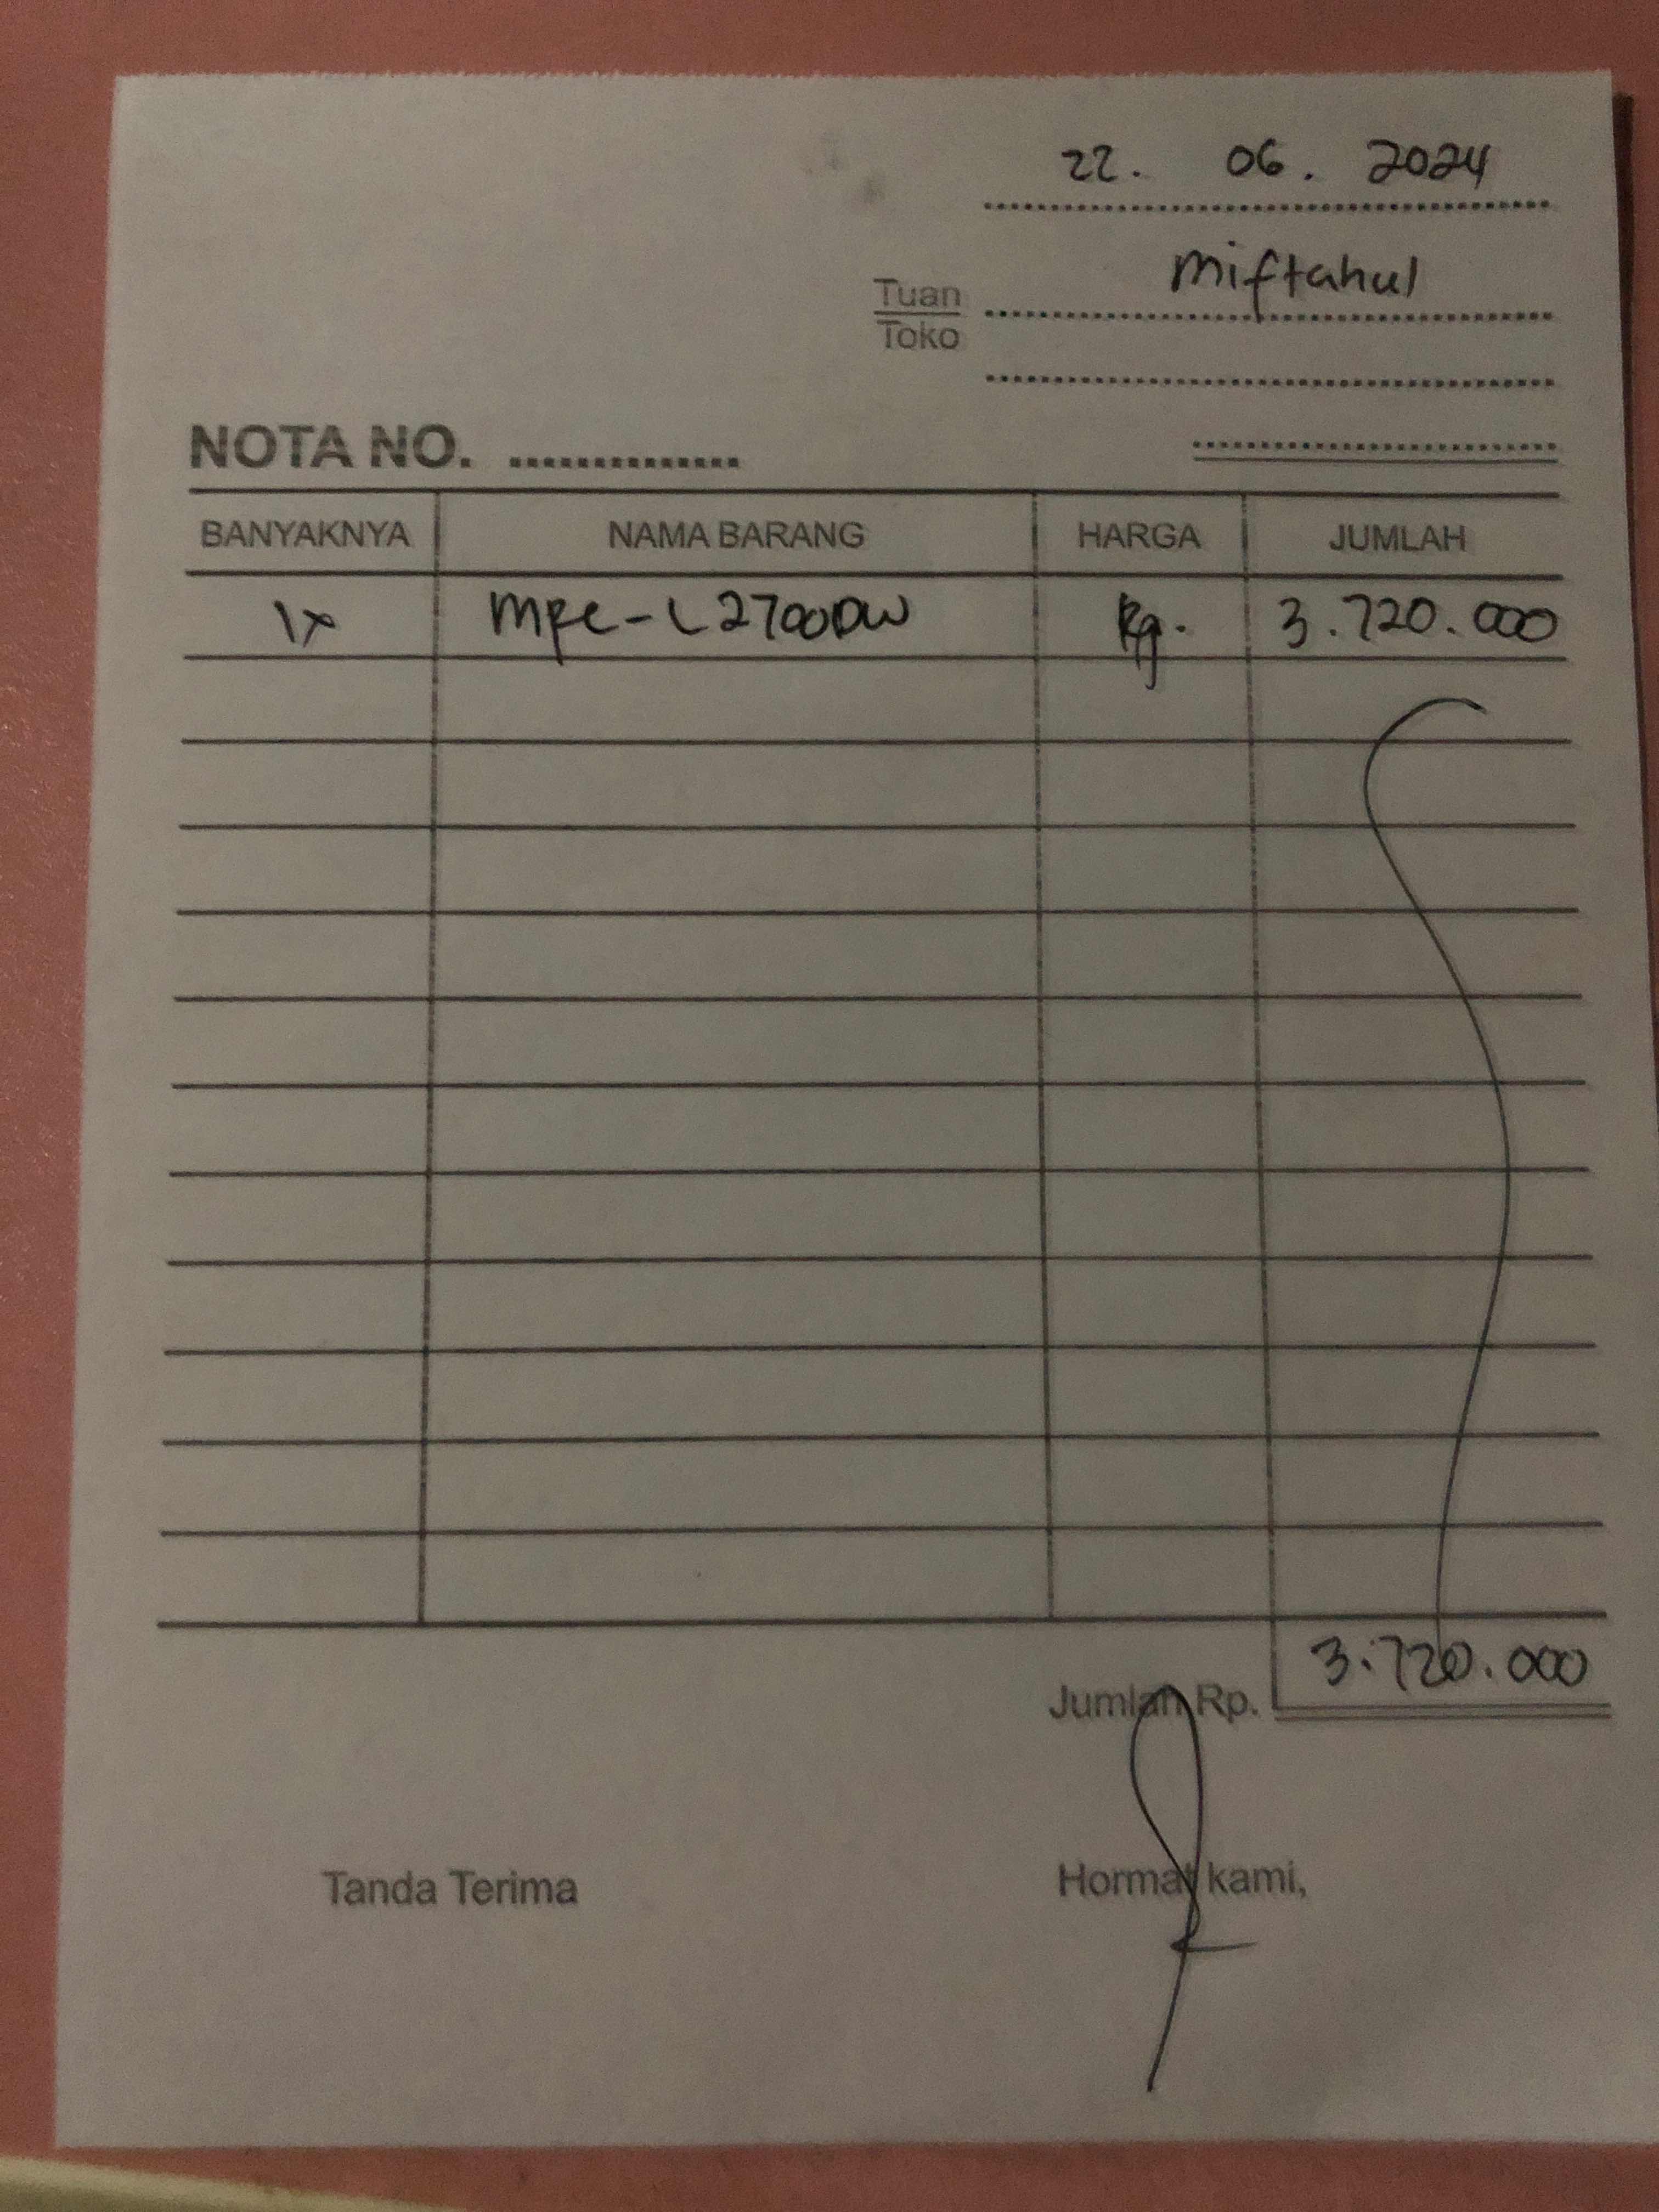 22. 06. 2024
Tuan Miftahul
Toko
NOTA NO. ..............
BANYAKNYA NAMA BARANG HARGA JUMLAH
1x MFC-L2700DW Rp. 3.720.000
Jumlah Rp. 3.720.000
Tanda Terima Hormat kami,